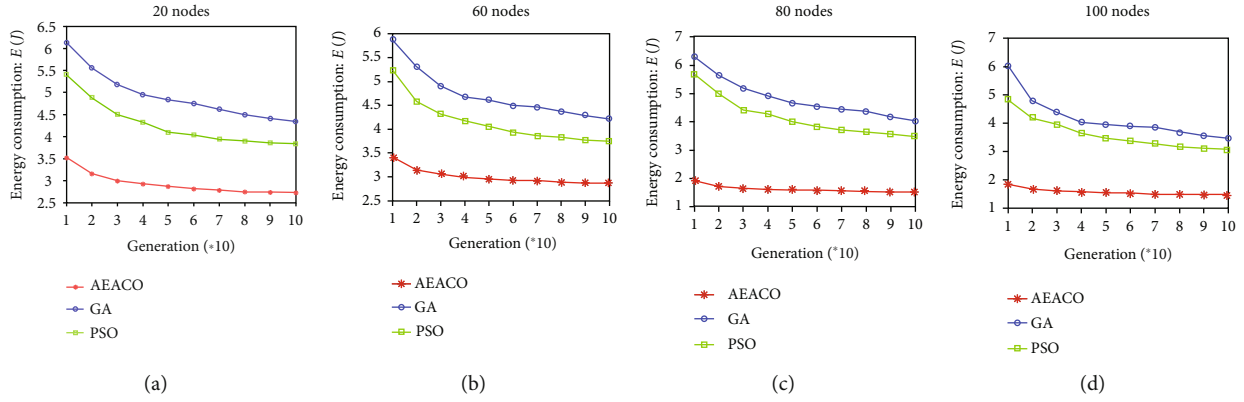 20 nodes
Energy consumption: E (J)
6.5
6
5.5
5
4.5
4
3.5
3
2.5
1 2 3 4 5 6 7 8 9 10
Generation (*10)
AEACO
GA
PSO
(a)
60 nodes
Energy consumption: E (J)
6
5.5
5
4.5
4
3.5
3
2.5
1 2 3 4 5 6 7 8 9 10
Generation (*10)
AEACO
GA
PSO
(b)
80 nodes
Energy consumption: E (J)
7
6
5
4
3
2
1
1 2 3 4 5 6 7 8 9 10
Generation (*10)
AEACO
GA
PSO
(c)
100 nodes
Energy consumption: E (J)
7
6
5
4
3
2
1
1 2 3 4 5 6 7 8 9 10
Generation (*10)
AEACO
GA
PSO
(d)